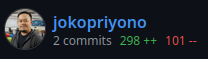 jokopriyono
2 commits 298 ++ 101 --